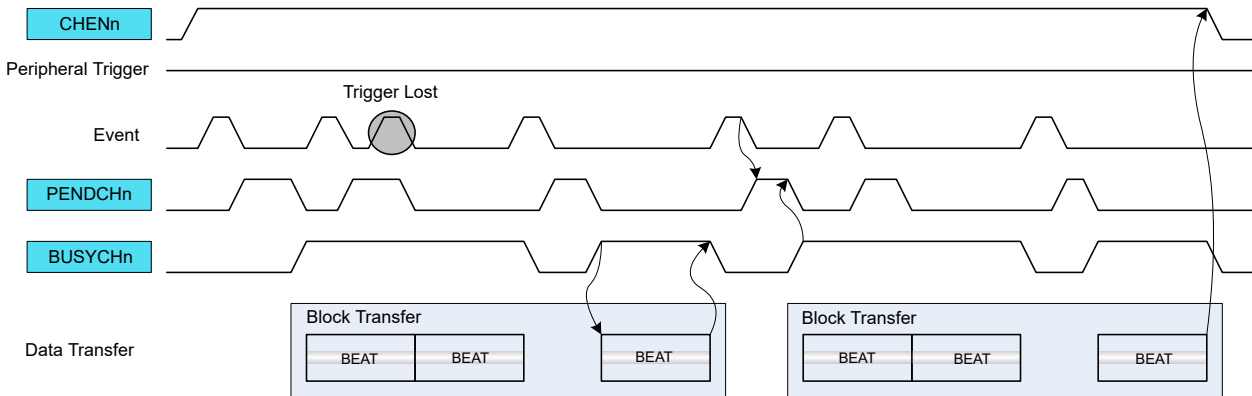 CHENn
Peripheral Trigger
Trigger Lost
Event
PENDCHn
BUSYCHn
Block Transfer
Block Transfer
Data Transfer
BEAT
BEAT
BEAT
BEAT
BEAT
BEAT